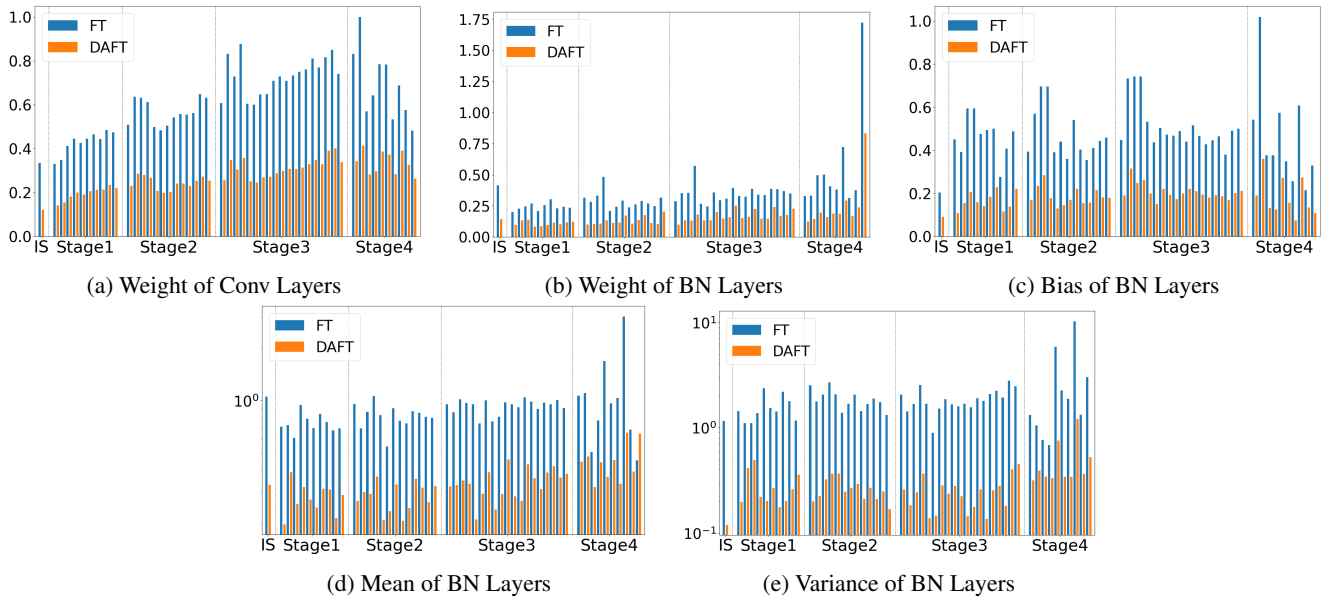 FT
DAFT
1.0
0.8
0.6
0.4
0.2
0.0
IS Stage1 Stage2 Stage3 Stage4
(a) Weight of Conv Layers
FT
DAFT
1.75
1.50
1.25
1.00
0.75
0.50
0.25
0.00
IS Stage1 Stage2 Stage3 Stage4
(b) Weight of BN Layers
FT
DAFT
1.0
0.8
0.6
0.4
0.2
0.0
IS Stage1 Stage2 Stage3 Stage4
(c) Bias of BN Layers
FT
DAFT
10⁰
IS Stage1 Stage2 Stage3 Stage4
(d) Mean of BN Layers
FT
DAFT
10¹
10⁰
10⁻¹
IS Stage1 Stage2 Stage3 Stage4
(e) Variance of BN Layers